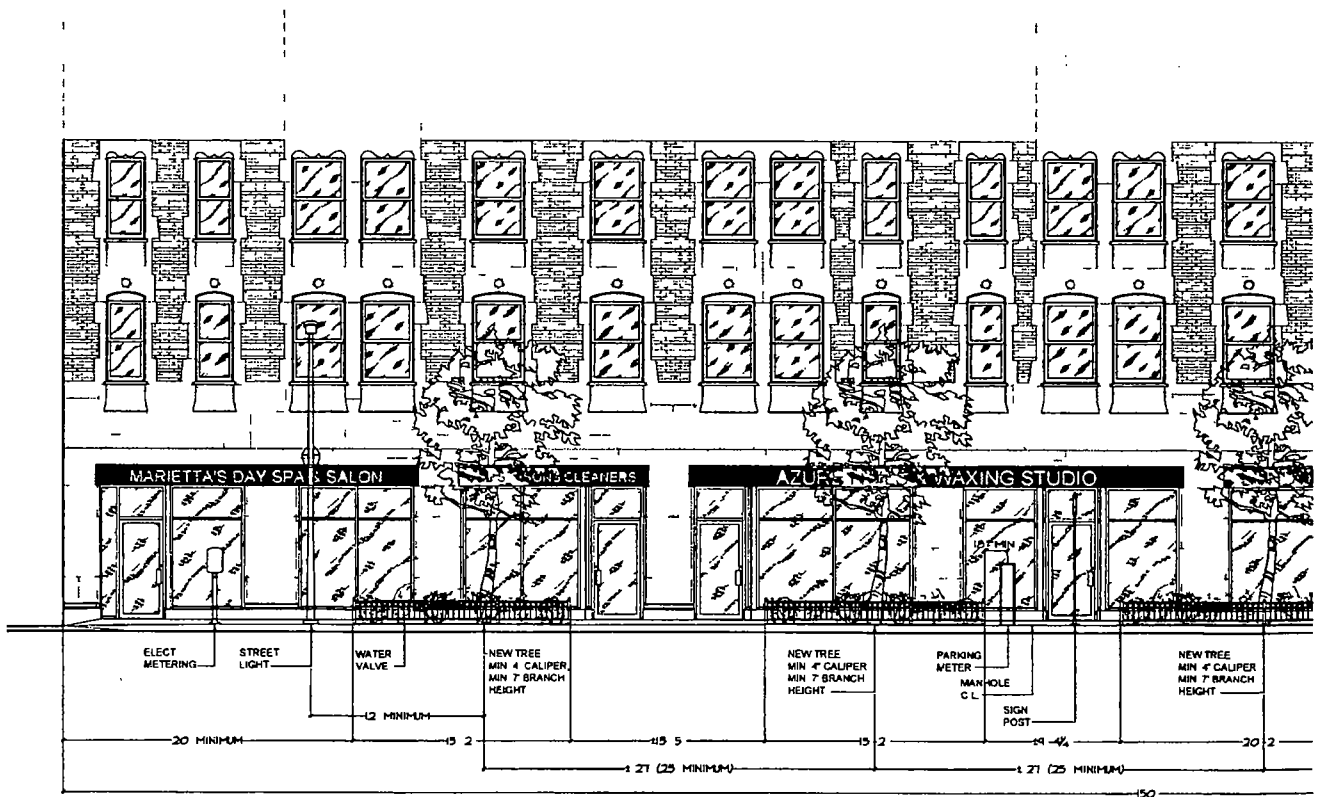 MARIETTA'S DAY SPA & SALON
CLEANERS
WAXING STUDIO
MIN
ELECT
METERING
STREET
LIGHT
WATER
VALVE
NEW TREE
MIN 4 CALIPER,
MIN 7' BRANCH
HEIGHT
NEW TREE
MIN 4" CALIPER
MIN 7' BRANCH
HEIGHT
PARKING
METER
MANHOLE
C L
SIGN
POST
NEW TREE
MIN 4" CALIPER
MIN 7' BRANCH
HEIGHT
12 MINIMUM
20 MINIMUM
15 2
15 5
15 2
20 2
27 (25 MINIMUM)
27 (25 MINIMUM)
150